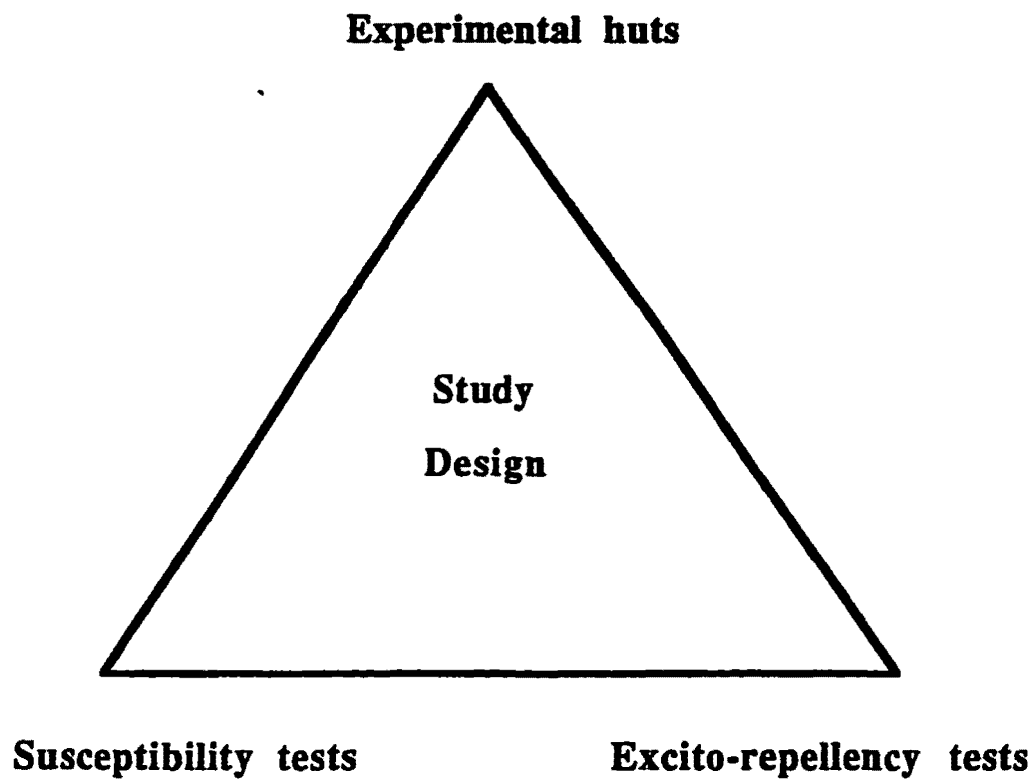 Experimental huts
Study
Design
Susceptibility tests
Excito-repellency tests